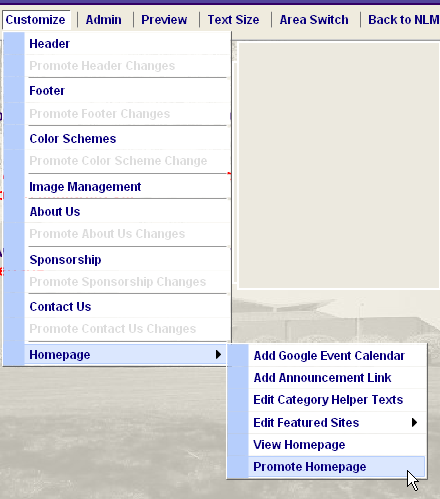 Customize | Admin | Preview | Text Size | Area Switch | Back to NLM
Header
Promote Header Changes
Footer
Promote Footer Changes
Color Schemes
Promote Color Scheme Change
Image Management
About Us
Promote About Us Changes
Sponsorship
Promote Sponsorship Changes
Contact Us
Promote Contact Us Changes
Homepage
Add Google Event Calendar
Add Announcement Link
Edit Category Helper Texts
Edit Featured Sites
View Homepage
Promote Homepage